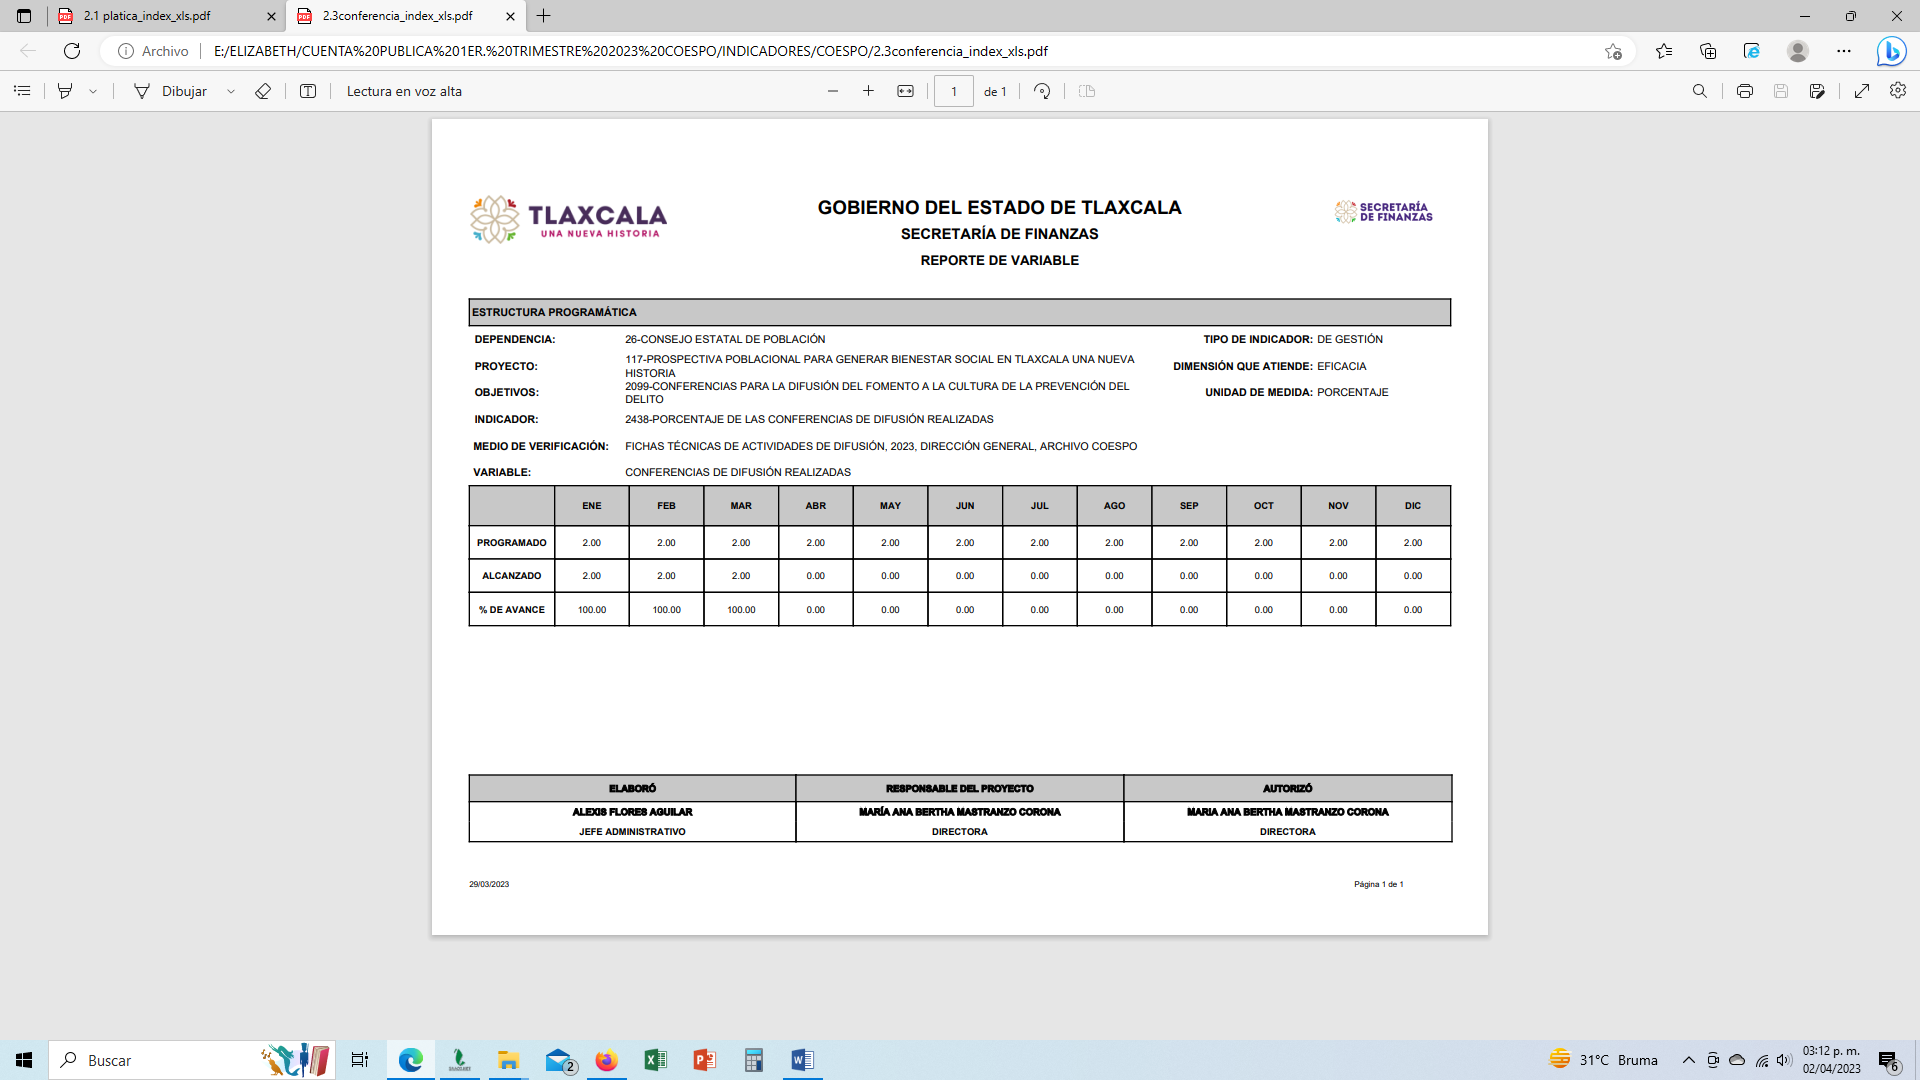 2.1 platica_index_xls.pdf
2.3conferencia_index_xls.pdf
Archivo
E:/ELIZABETH/CUENTA%20PUBLICA%201ER.%20TRIMESTRE%202023%20COESPO/INDICADORES/COESPO/2.3conferencia_index_xls.pdf
Dibujar
Lectura en voz alta
1 de 1
TLAXCALA
UNA NUEVA HISTORIA
GOBIERNO DEL ESTADO DE TLAXCALA
SECRETARÍA DE FINANZAS
REPORTE DE VARIABLE
SECRETARÍA
DE FINANZAS
ESTRUCTURA PROGRAMÁTICA
DEPENDENCIA: 26-CONSEJO ESTATAL DE POBLACIÓN TIPO DE INDICADOR: DE GESTIÓN
PROYECTO: 117-PROSPECTIVA POBLACIONAL PARA GENERAR BIENESTAR SOCIAL EN TLAXCALA UNA NUEVA
HISTORIA DIMENSIÓN QUE ATIENDE: EFICACIA
OBJETIVOS: 2099-CONFERENCIAS PARA LA DIFUSIÓN DEL FOMENTO A LA CULTURA DE LA PREVENCIÓN DEL
DELITO UNIDAD DE MEDIDA: PORCENTAJE
INDICADOR: 2438-PORCENTAJE DE LAS CONFERENCIAS DE DIFUSIÓN REALIZADAS
MEDIO DE VERIFICACIÓN: FICHAS TÉCNICAS DE ACTIVIDADES DE DIFUSIÓN, 2023, DIRECCIÓN GENERAL, ARCHIVO COESPO
VARIABLE: CONFERENCIAS DE DIFUSIÓN REALIZADAS
ENE FEB MAR ABR MAY JUN JUL AGO SEP OCT NOV DIC
PROGRAMADO 2.00 2.00 2.00 2.00 2.00 2.00 2.00 2.00 2.00 2.00 2.00 2.00
ALCANZADO 2.00 2.00 2.00 0.00 0.00 0.00 0.00 0.00 0.00 0.00 0.00 0.00
% DE AVANCE 100.00 100.00 100.00 0.00 0.00 0.00 0.00 0.00 0.00 0.00 0.00 0.00
ELABORÓ RESPONSABLE DEL PROYECTO AUTORIZÓ
ALEXIS FLORES AGUILAR MARÍA ANA BERTHA MASTRANZO CORONA MARIA ANA BERTHA MASTRANZO CORONA
JEFE ADMINISTRATIVO DIRECTORA DIRECTORA
29/03/2023 Página 1 de 1
Buscar
2
31°C Bruma
03:12 p. m.
02/04/2023
6